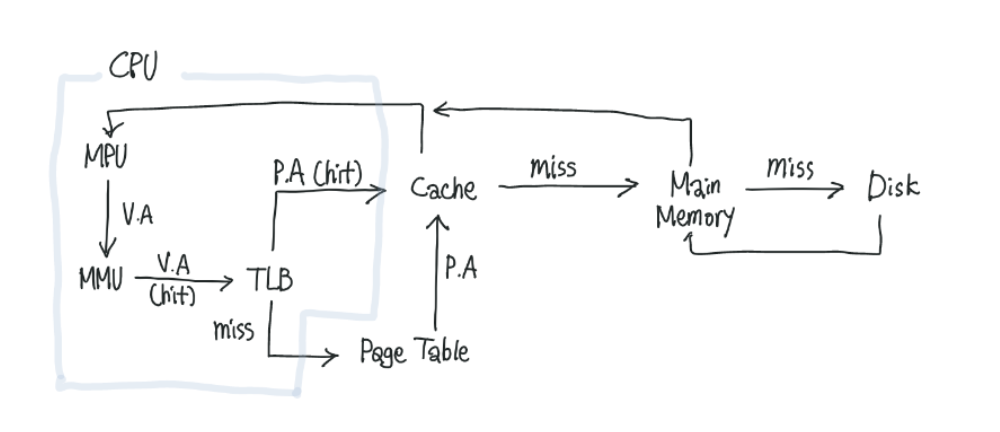 CPU
MPU
P.A (hit)
Cache
miss
Main
Memory
miss
Disk
V.A
MMU
V.A
(hit)
TLB
P.A
miss
Page Table